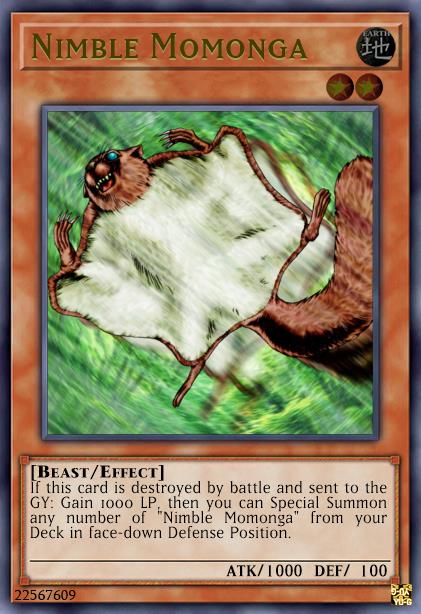 Nimble Momonga
EARTH
地
[Beast/Effect]
If this card is destroyed by battle and sent to the
GY: Gain 1000 LP, then you can Special Summon
any number of "Nimble Momonga" from your
Deck in face-down Defense Position.
ATK/1000 DEF/ 100
22567609